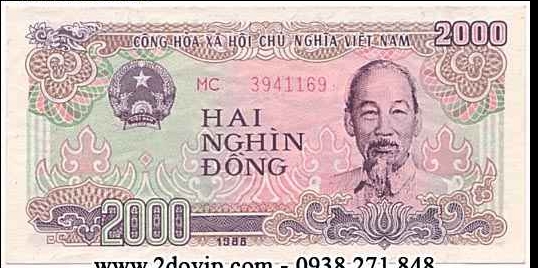 CỘNG HÒA XÃ HỘI CHỦ NGHĨA VIỆT NAM 2000
MC 3941169
HAI
NGHÌN
ĐỒNG
2000
1988
www.2dovip.com - 0938 271 848